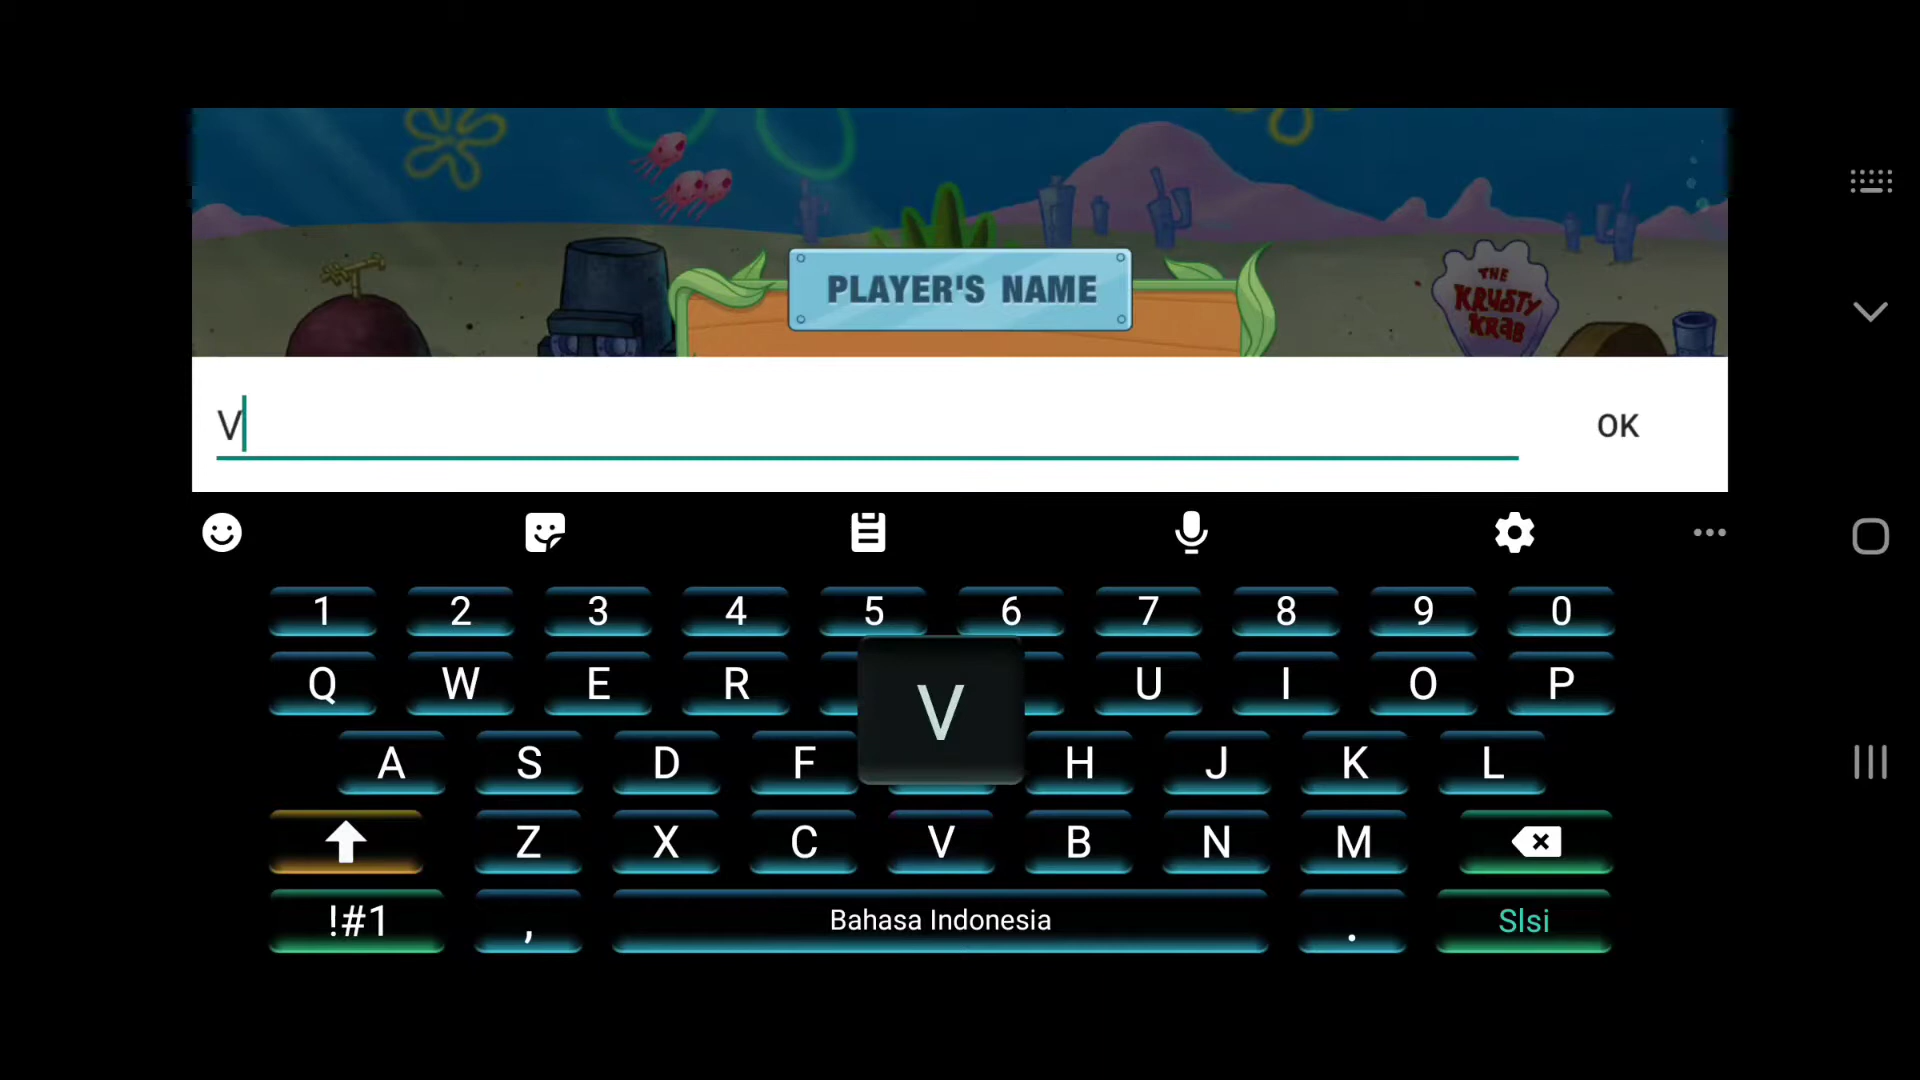 PLAYER'S NAME
THE
KRUSTY
KRAB
V
OK
1 2 3 4 5 6 7 8 9 0
Q W E R U I O P
V
A S D F H J K L
Z X C V B N M
!#1 , Bahasa Indonesia . Slsi